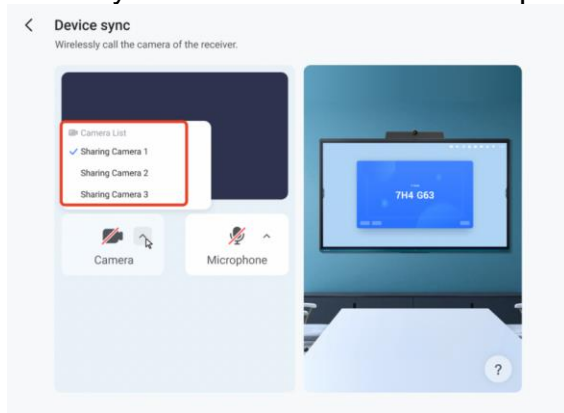 Device sync
Wirelessly call the camera of the receiver.
Camera List
Sharing Camera 1
Sharing Camera 2
Sharing Camera 3
Camera
Microphone
7H4 G63
?